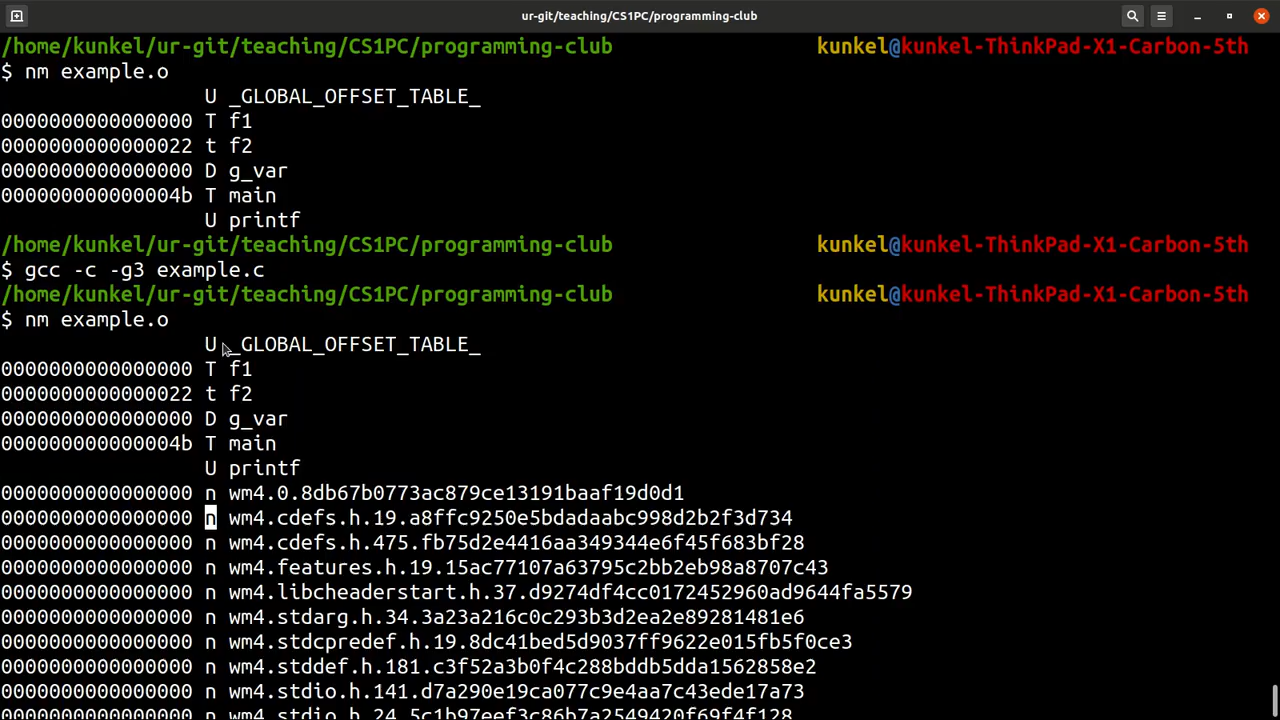 ur-git/teaching/CS1PC/programming-club
/home/kunkel/ur-git/teaching/CS1PC/programming-club kunkel@kunkel-ThinkPad-X1-Carbon-5th
$ nm example.o
U _GLOBAL_OFFSET_TABLE_
0000000000000000 T f1
0000000000000022 t f2
0000000000000000 D g_var
000000000000004b T main
U printf
/home/kunkel/ur-git/teaching/CS1PC/programming-club kunkel@kunkel-ThinkPad-X1-Carbon-5th
$ gcc -c -g3 example.c
/home/kunkel/ur-git/teaching/CS1PC/programming-club kunkel@kunkel-ThinkPad-X1-Carbon-5th
$ nm example.o
U _GLOBAL_OFFSET_TABLE_
0000000000000000 T f1
0000000000000022 t f2
0000000000000000 D g_var
000000000000004b T main
U printf
0000000000000000 n wm4.0.8db67b0773ac879ce13191baaf19d0d1
0000000000000000 n wm4.cdefs.h.19.a8ffc9250e5bdadaabc998d2b2f3d734
0000000000000000 n wm4.cdefs.h.475.fb75d2e4416aa349344e6f45f683bf28
0000000000000000 n wm4.features.h.19.15ac77107a63795c2bb2eb98a8707c43
0000000000000000 n wm4.libcheaderstart.h.37.d9274df4cc0172452960ad9644fa5579
0000000000000000 n wm4.stdarg.h.34.3a23a216c0c293b3d2ea2e89281481e6
0000000000000000 n wm4.stdcpredef.h.19.8dc41bed5d9037ff9622e015fb5f0ce3
0000000000000000 n wm4.stddef.h.181.c3f52a3b0f4c288bddb5dda1562858e2
0000000000000000 n wm4.stdio.h.141.d7a290e19ca077c9e4aa7c43ede17a73
0000000000000000 n wm4.stdio.h.24.5c1b97eef3c86b7a2549420f69f4f128